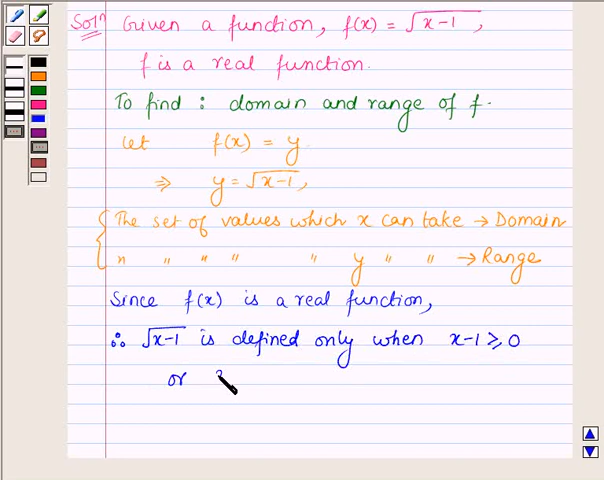 Soln Given a function, f(x) = √x-1,
f is a real function.
To find : domain and range of f.
Let f(x) = y.
⇒ y = √x-1,
{ The set of values which x can take → Domain
" " " " " y " " → Range
Since f(x) is a real function,
∴ √x-1 is defined only when x-1 ≥ 0
or